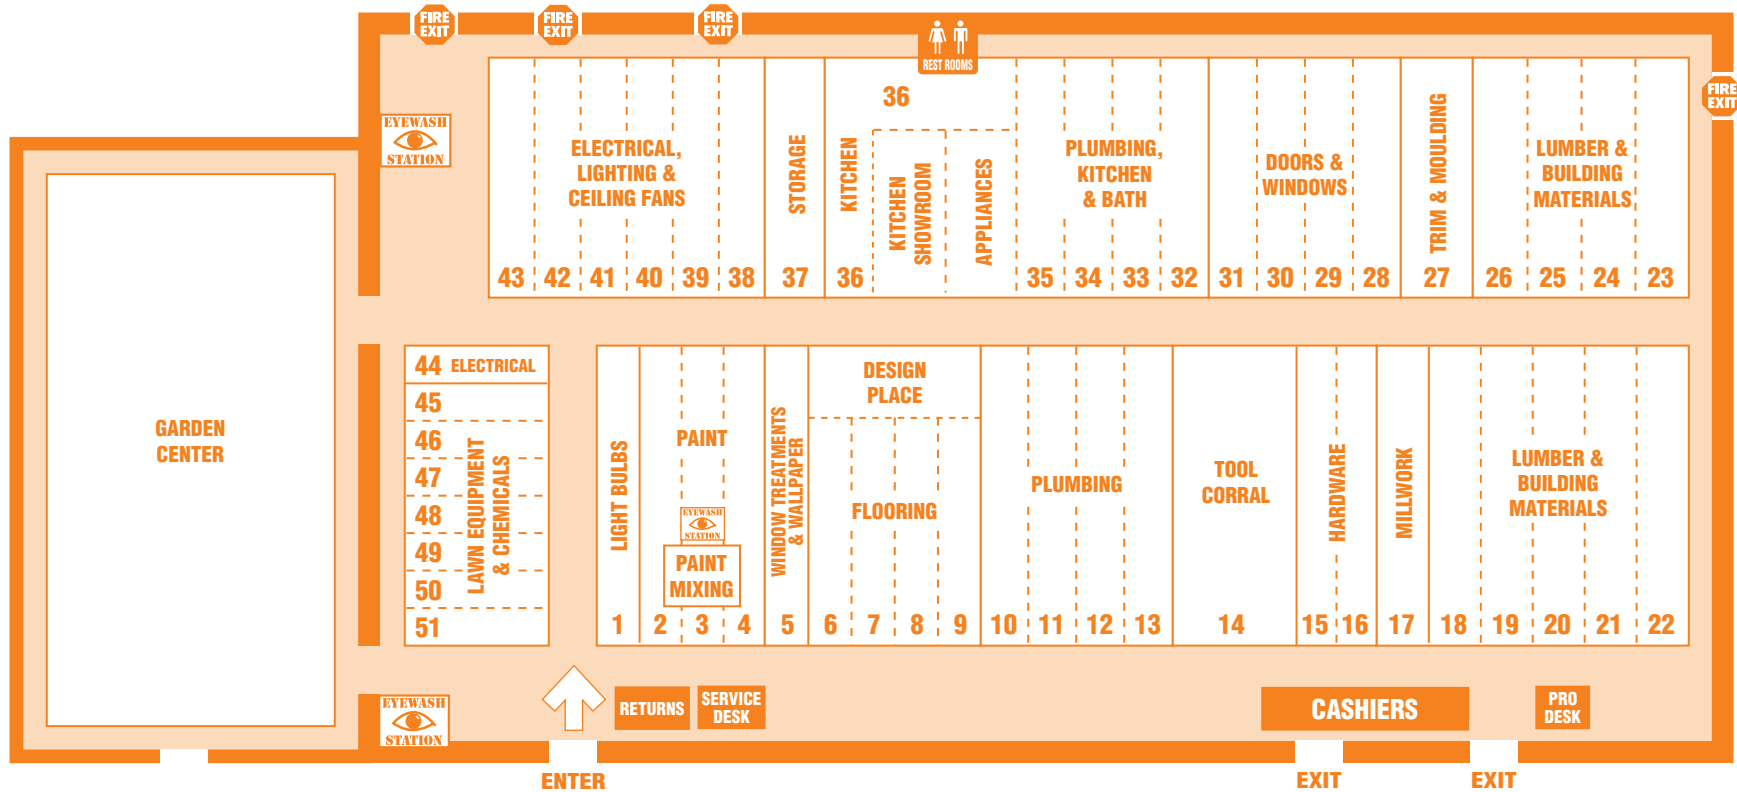 FIRE
EXIT
FIRE
EXIT
FIRE
EXIT
REST ROOMS
FIRE
EXIT
EYEWASH
STATION
ELECTRICAL,
LIGHTING &
CEILING FANS
43 42 41 40 39 38
STORAGE
37
36
KITCHEN
36
KITCHEN
SHOWROOM
APPLIANCES
PLUMBING,
KITCHEN
& BATH
35 34 33 32
DOORS &
WINDOWS
31 30 29 28
TRIM & MOULDING
27
LUMBER &
BUILDING
MATERIALS
26 25 24 23
GARDEN
CENTER
44 ELECTRICAL
45
46
47
48
49
50
51
LAWN EQUIPMENT
& CHEMICALS
LIGHT BULBS
1
PAINT
EYEWASH
STATION
PAINT
MIXING
2 3 4
WINDOW TREATMENTS
& WALLPAPER
5
DESIGN
PLACE
FLOORING
6 7 8 9
PLUMBING
10 11 12 13
TOOL
CORRAL
14
HARDWARE
15 16
MILLWORK
17
LUMBER &
BUILDING
MATERIALS
18 19 20 21 22
EYEWASH
STATION
RETURNS
SERVICE
DESK
CASHIERS
PRO
DESK
ENTER
EXIT
EXIT